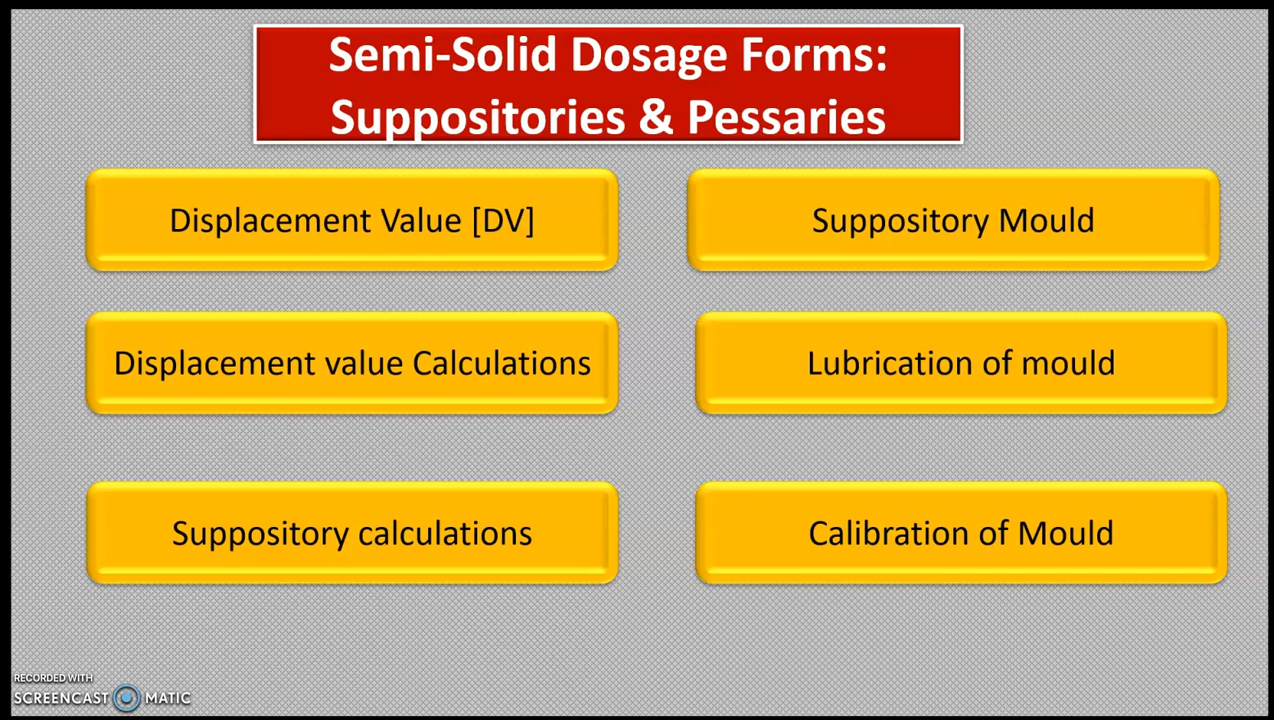 Semi-Solid Dosage Forms:
Suppositories & Pessaries
Displacement Value [DV]
Suppository Mould
Displacement value Calculations
Lubrication of mould
Suppository calculations
Calibration of Mould
RECORDED WITH
SCREENCAST MATIC